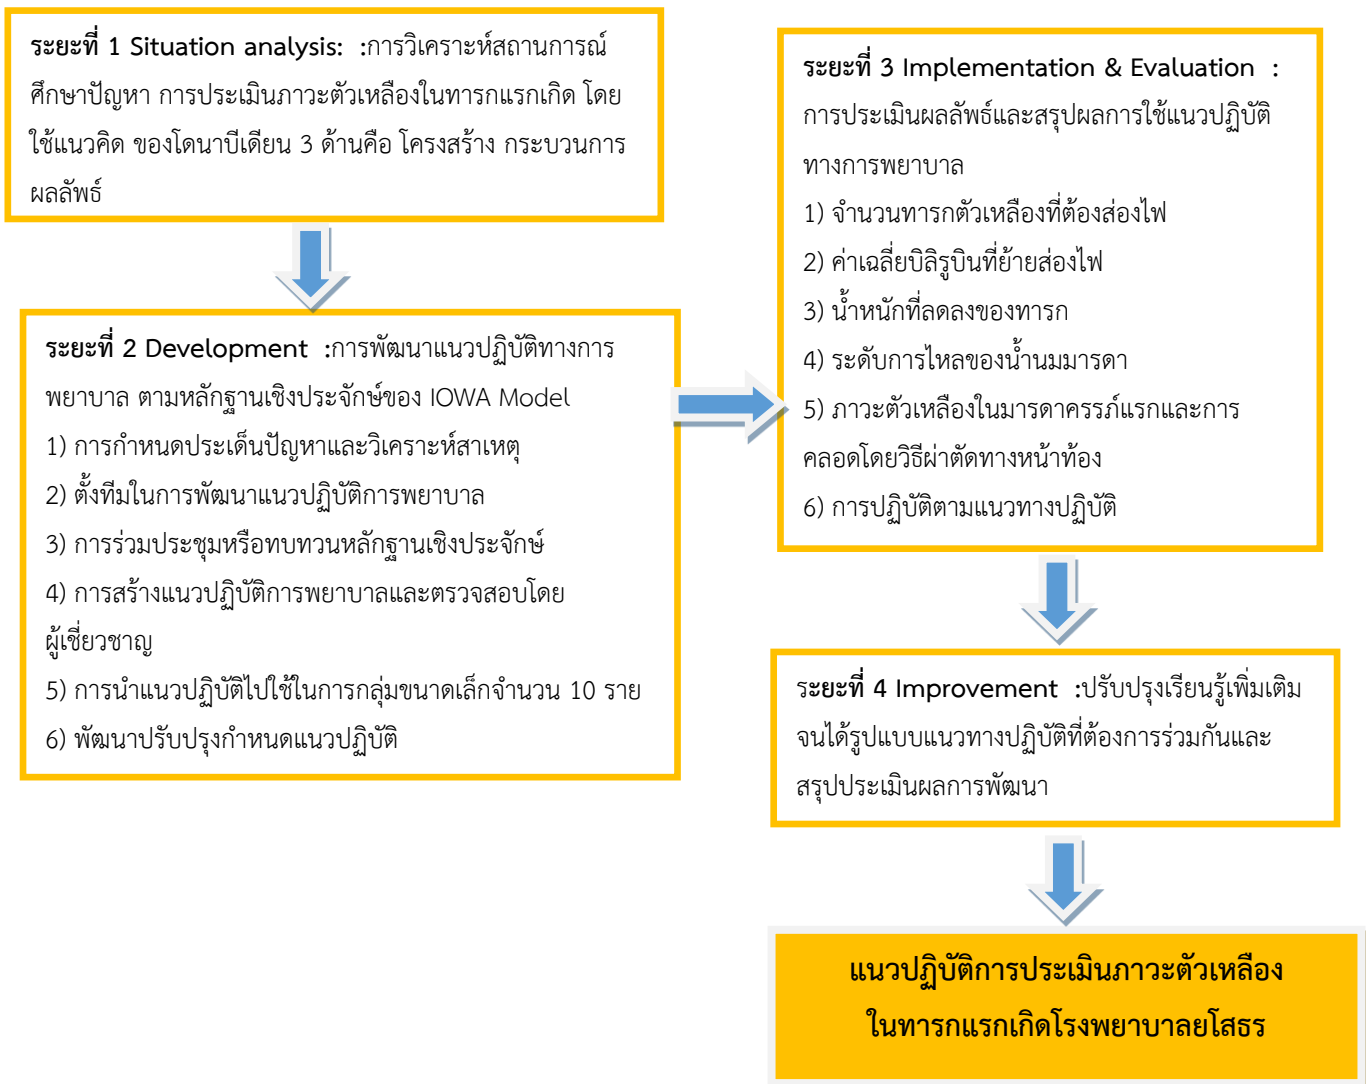 ระยะที่ 1 Situation analysis:  :การวิเคราะห์สถานการณ์
ศึกษาปัญหา การประเมินภาวะตัวเหลืองในทารกแรกเกิด โดย
ใช้แนวคิด ของโดนาบีเดียน 3 ด้านคือ โครงสร้าง กระบวนการ
ผลลัพธ์
ระยะที่ 2 Development  :การพัฒนาแนวปฏิบัติทางการ
พยาบาล ตามหลักฐานเชิงประจักษ์ของ IOWA Model
1) การกำหนดประเด็นปัญหาและวิเคราะห์สาเหตุ
2) ตั้งทีมในการพัฒนาแนวปฏิบัติการพยาบาล
3) การร่วมประชุมหรือทบทวนหลักฐานเชิงประจักษ์
4) การสร้างแนวปฏิบัติการพยาบาลและตรวจสอบโดย
ผู้เชี่ยวชาญ
5) การนำแนวปฏิบัติไปใช้ในการกลุ่มขนาดเล็กจำนวน 10 ราย
6) พัฒนาปรับปรุงกำหนดแนวปฏิบัติ
ระยะที่ 3 Implementation & Evaluation  :
การประเมินผลลัพธ์และสรุปผลการใช้แนวปฏิบัติ
ทางการพยาบาล
1) จำนวนทารกตัวเหลืองที่ต้องส่องไฟ
2) ค่าเฉลี่ยบิลิรูบินที่ย้ายส่องไฟ
3) น้ำหนักที่ลดลงของทารก
4) ระดับการไหลของน้ำนมมารดา
5) ภาวะตัวเหลืองในมารดาครรภ์แรกและการ
คลอดโดยวิธีผ่าตัดทางหน้าท้อง
6) การปฏิบัติตามแนวทางปฏิบัติ
ระยะที่ 4 Improvement  :ปรับปรุงเรียนรู้เพิ่มเติม
จนได้รูปแบบแนวทางปฏิบัติที่ต้องการร่วมกันและ
สรุปประเมินผลการพัฒนา
แนวปฏิบัติการประเมินภาวะตัวเหลือง
ในทารกแรกเกิดโรงพยาบาลยโสธร